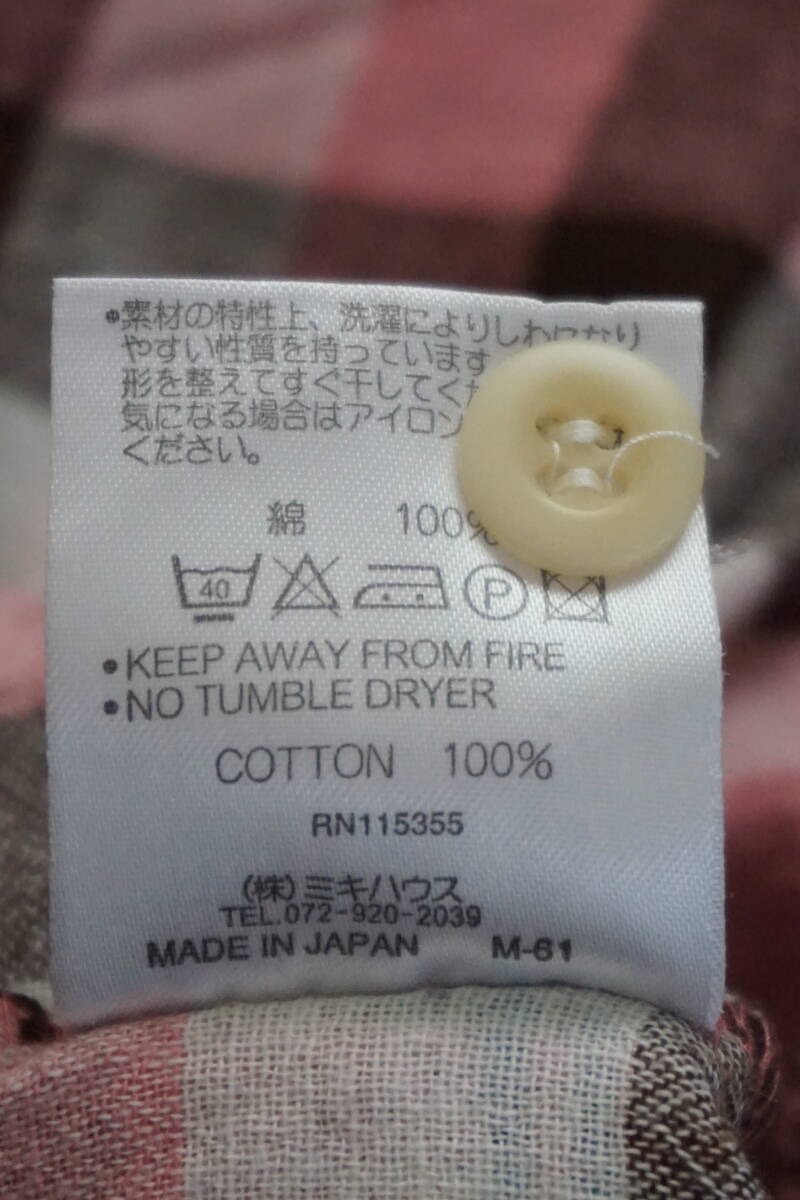 •素材の特性上、洗濯によりしわになり
やすい性質を持っています
形を整えてすぐ干してくだ
気になる場合はアイロン
ください。
綿 100%
40 P
•KEEP AWAY FROM FIRE
•NO TUMBLE DRYER
COTTON 100%
RN115355
(株)ミキハウス
TEL.072-920-2039
MADE IN JAPAN M-61